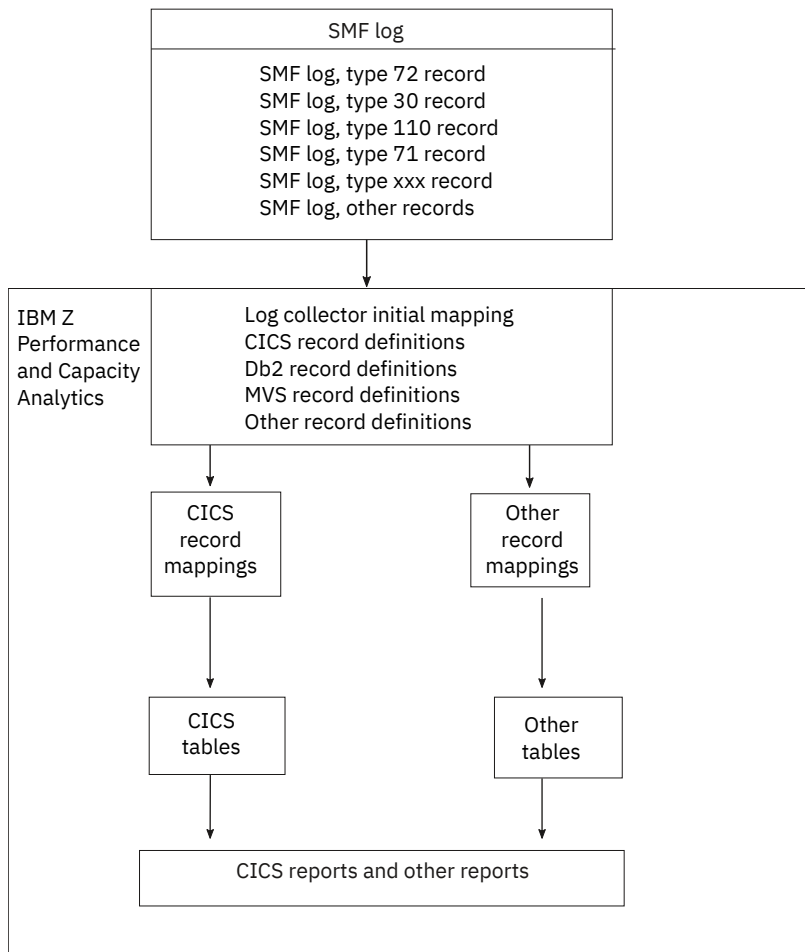 SMF log
SMF log, type 72 record
SMF log, type 30 record
SMF log, type 110 record
SMF log, type 71 record
SMF log, type xxx record
SMF log, other records
IBM Z
Performance
and Capacity
Analytics
Log collector initial mapping
CICS record definitions
Db2 record definitions
MVS record definitions
Other record definitions
CICS
record
mappings
Other
record
mappings
CICS
tables
Other
tables
CICS reports and other reports